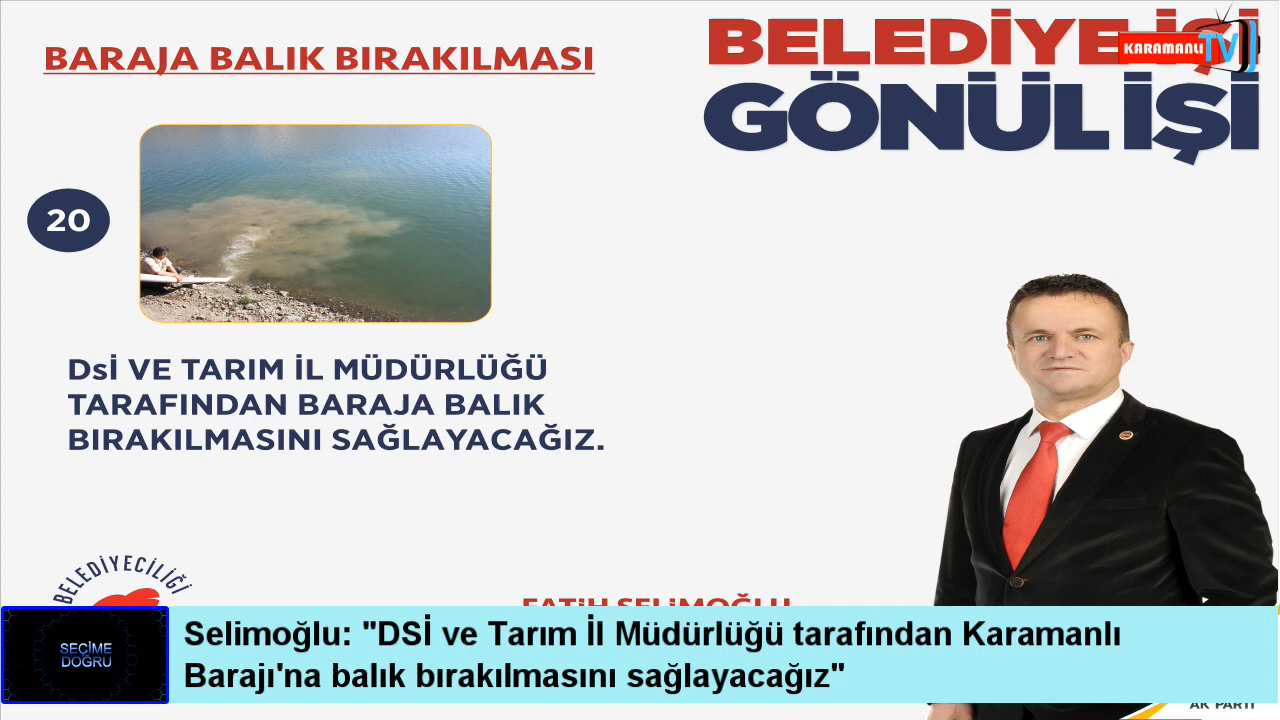 BARAJA BALIK BIRAKILMASI
BELEDİYE İŞİ
GÖNÜL İŞİ
KARAMANLI TV
20
Dsİ VE TARIM İL MÜDÜRLÜĞÜ
TARAFINDAN BARAJA BALIK
BIRAKILMASINI SAĞLAYACAĞIZ.
BELEDİYECİLİĞİ
FATiH SELiMOĞLU
SEÇİME
DOĞRU
Selimoğlu: "DSİ ve Tarım İl Müdürlüğü tarafından Karamanlı
Barajı'na balık bırakılmasını sağlayacağız"
AK PARTİ